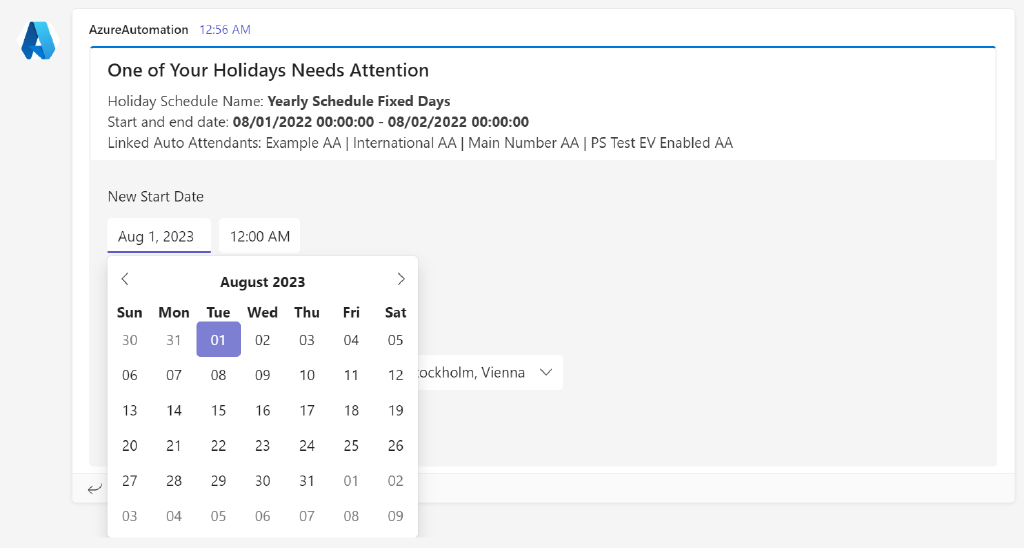 AzureAutomation 12:56 AM
One of Your Holidays Needs Attention
Holiday Schedule Name: Yearly Schedule Fixed Days
Start and end date: 08/01/2022 00:00:00 - 08/02/2022 00:00:00
Linked Auto Attendants: Example AA | International AA | Main Number AA | PS Test EV Enabled AA
New Start Date
Aug 1, 2023 12:00 AM
August 2023
Sun Mon Tue Wed Thu Fri Sat
30 31 01 02 03 04 05
06 07 08 09 10 11 12
ockholm, Vienna
13 14 15 16 17 18 19
20 21 22 23 24 25 26
27 28 29 30 31 01 02
03 04 05 06 07 08 09